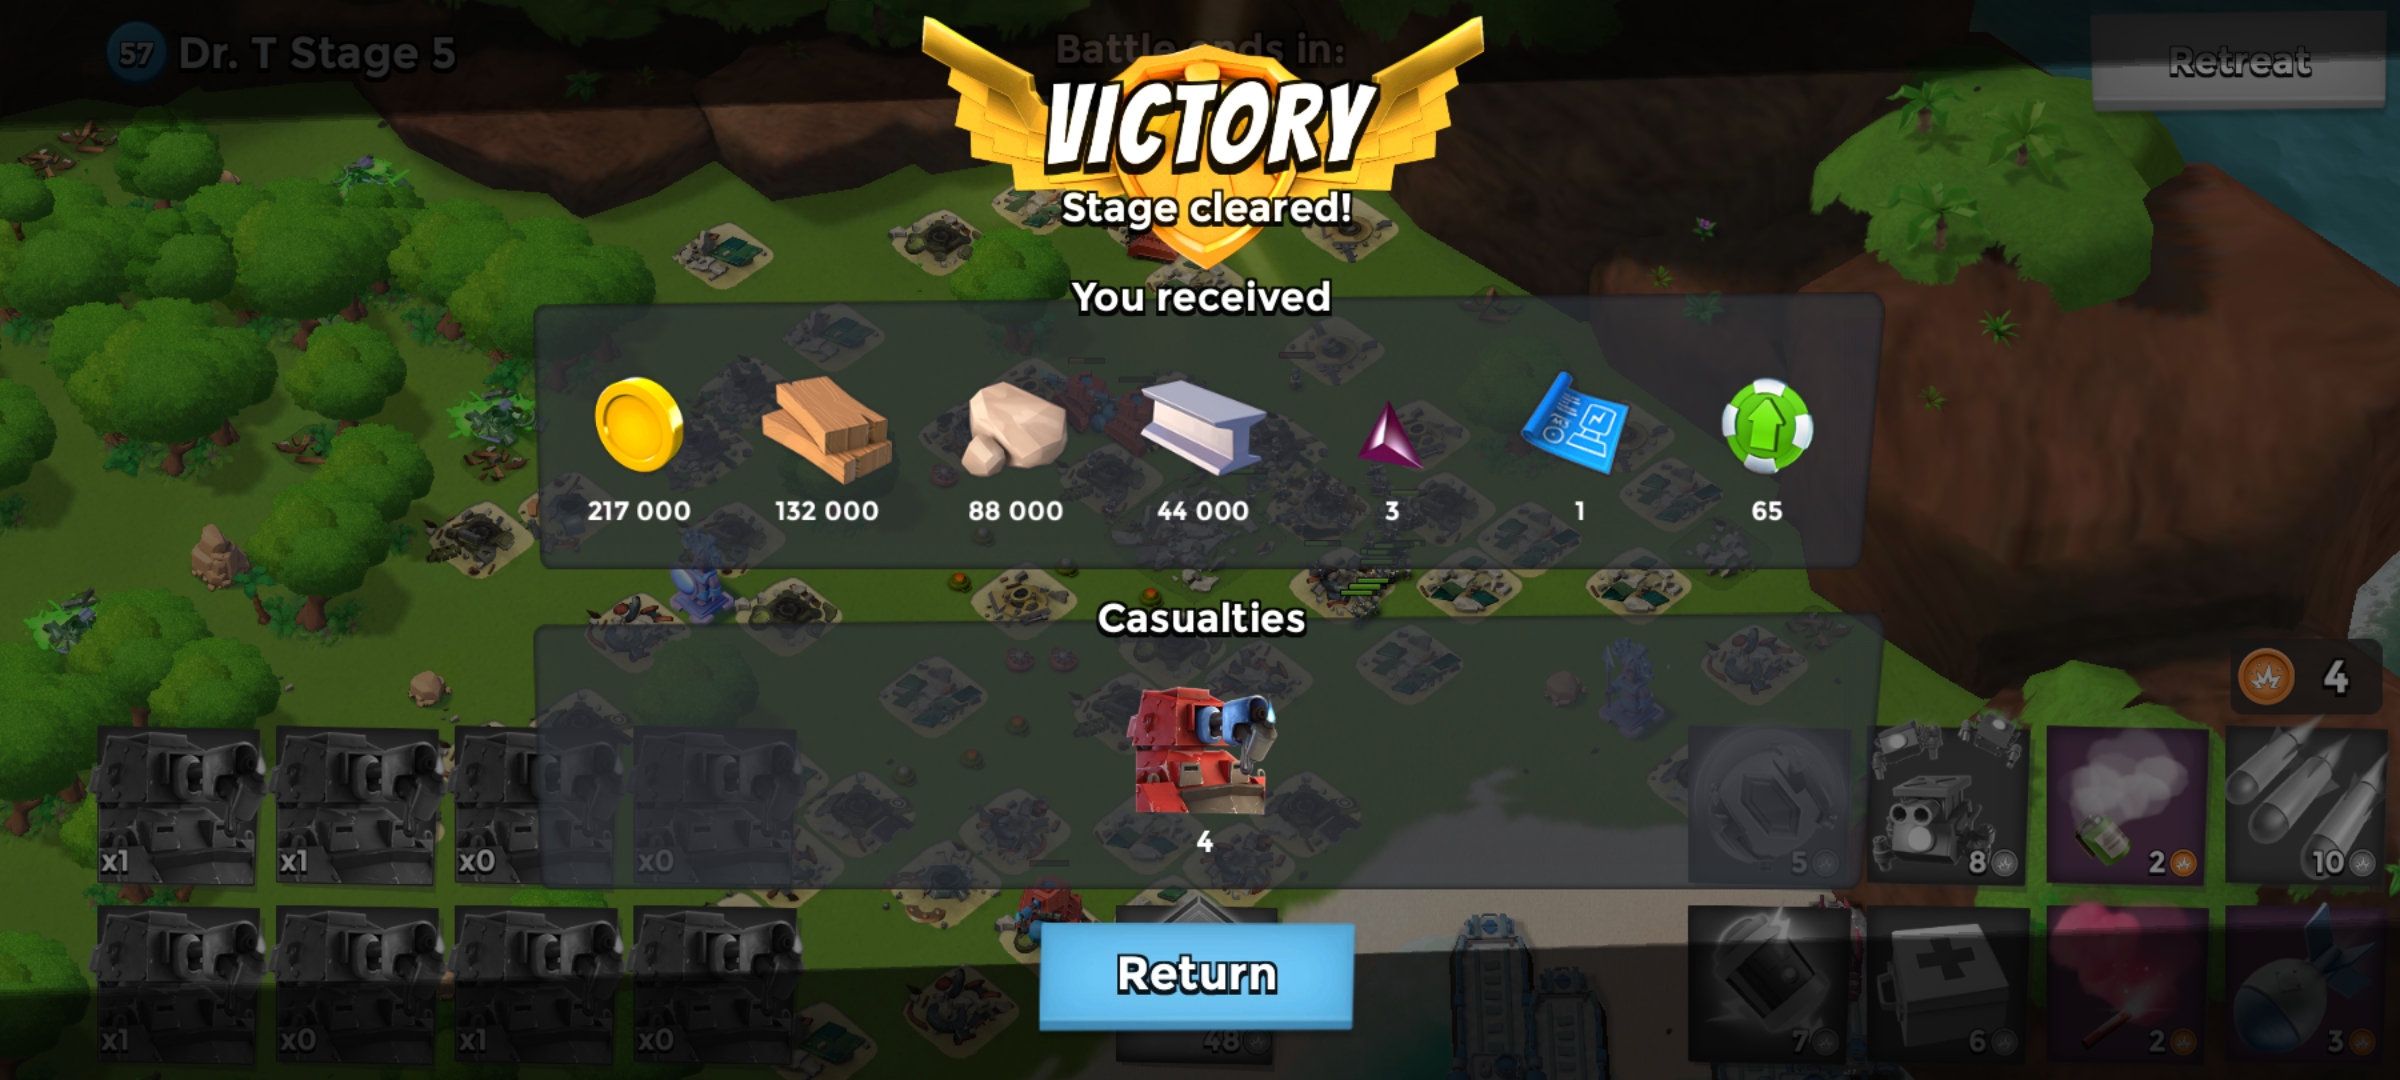 57 Dr. T Stage 5
Battle ends in:
Retreat
VICTORY
Stage cleared!
You received
217 000 132 000 88 000 44 000 3 1 65
Casualties
4
4
x1 x1 x0 x0 5 8 2 10
Return
x1 x0 x1 x0 48 7 6 2 3